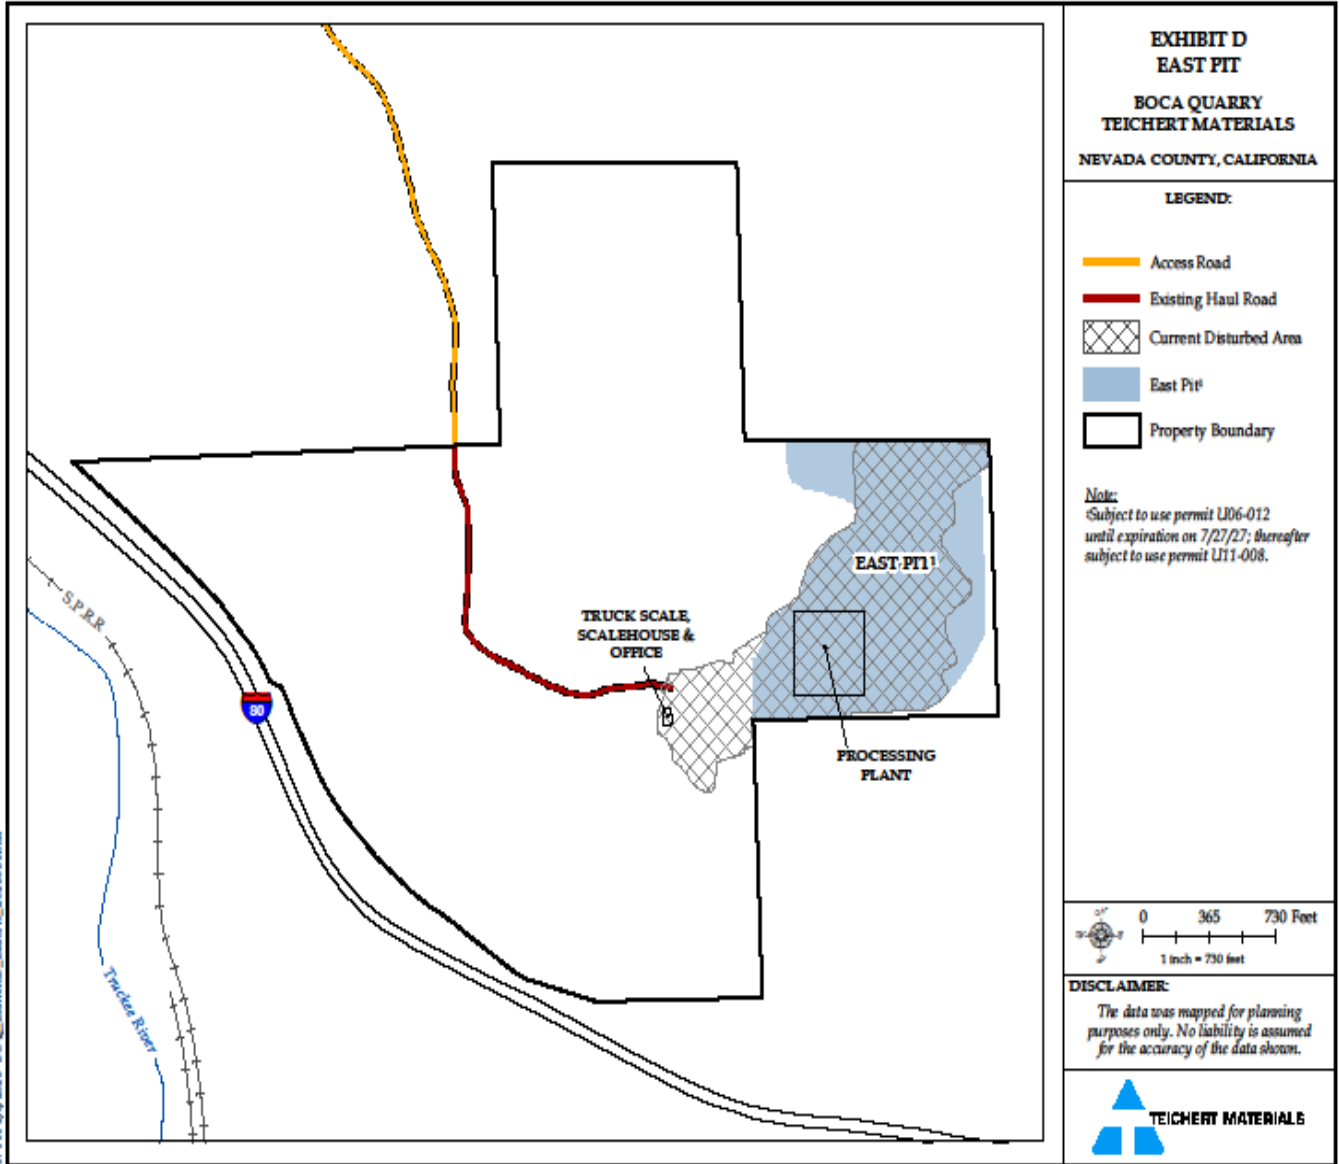 EXHIBIT D
EAST PIT
BOCA QUARRY
TEICHERT MATERIALS
NEVADA COUNTY, CALIFORNIA
LEGEND:
Access Road
Existing Haul Road
Current Disturbed Area
East Pit¹
Property Boundary
Note:
¹Subject to use permit U06-012
until expiration on 7/27/27; thereafter
subject to use permit U11-008.
EAST PIT¹
TRUCK SCALE,
SCALEHOUSE &
OFFICE
PROCESSING
PLANT
S.P.R.R
80
Truckee River
0 365 730 Feet
1 inch = 730 feet
DISCLAIMER:
The data was mapped for planning
purposes only. No liability is assumed
for the accuracy of the data shown.
TEICHERT MATERIALS